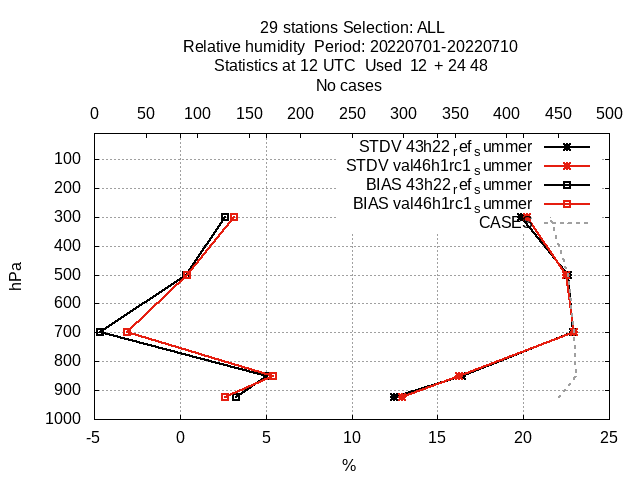 29 stations Selection: ALL
Relative humidity  Period: 20220701-20220710
Statistics at 12 UTC  Used  12  + 24 48
No cases
0 50 100 150 200 250 300 350 400 450 500
STDV 43h22refsummer
STDV val46h1rc1summer
BIAS 43h22refsummer
BIAS val46h1rc1summer
CASES
100
200
300
400
500
600
700
800
900
1000
hPa
-5 0 5 10 15 20 25
%